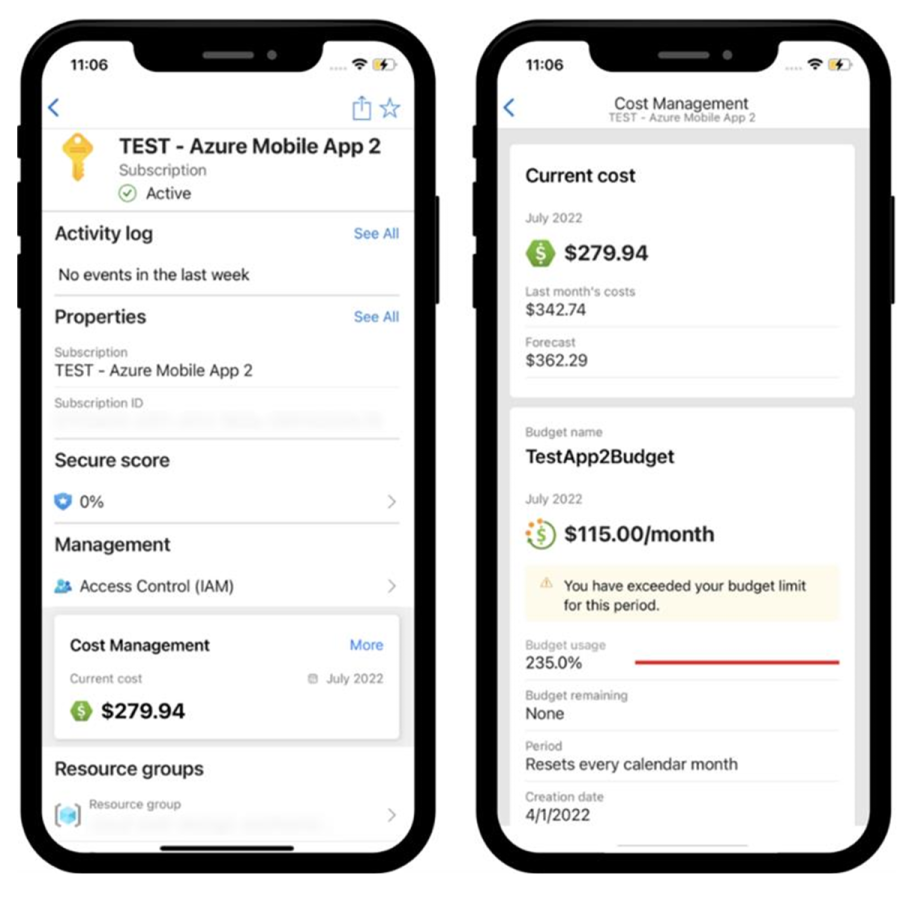 11:06
TEST - Azure Mobile App 2
Subscription
Active
Activity log
See All
No events in the last week
Properties
See All
Subscription
TEST - Azure Mobile App 2
Subscription ID
Secure score
0%
Management
Access Control (IAM)
Cost Management
More
Current cost
July 2022
$279.94
Resource groups
Resource group
11:06
Cost Management
TEST - Azure Mobile App 2
Current cost
July 2022
$279.94
Last month's costs
$342.74
Forecast
$362.29
Budget name
TestApp2Budget
July 2022
$115.00/month
You have exceeded your budget limit
for this period.
Budget usage
235.0%
Budget remaining
None
Period
Resets every calendar month
Creation date
4/1/2022